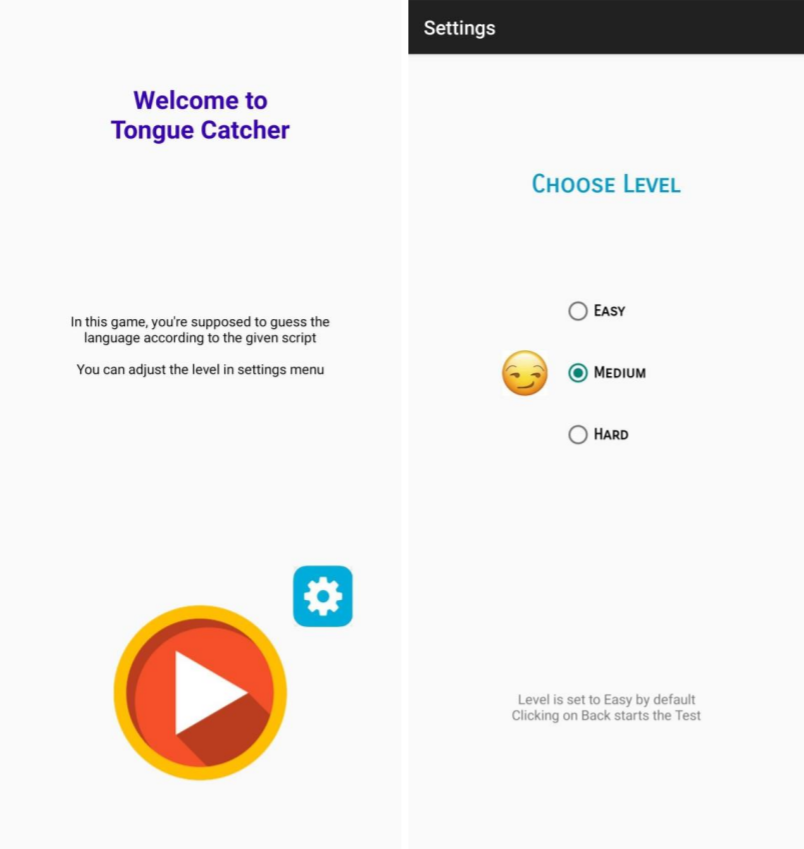 Welcome to
Tongue Catcher
In this game, you're supposed to guess the
language according to the given script
You can adjust the level in settings menu
Settings
Choose Level
Easy
Medium
Hard
Level is set to Easy by default
Clicking on Back starts the Test